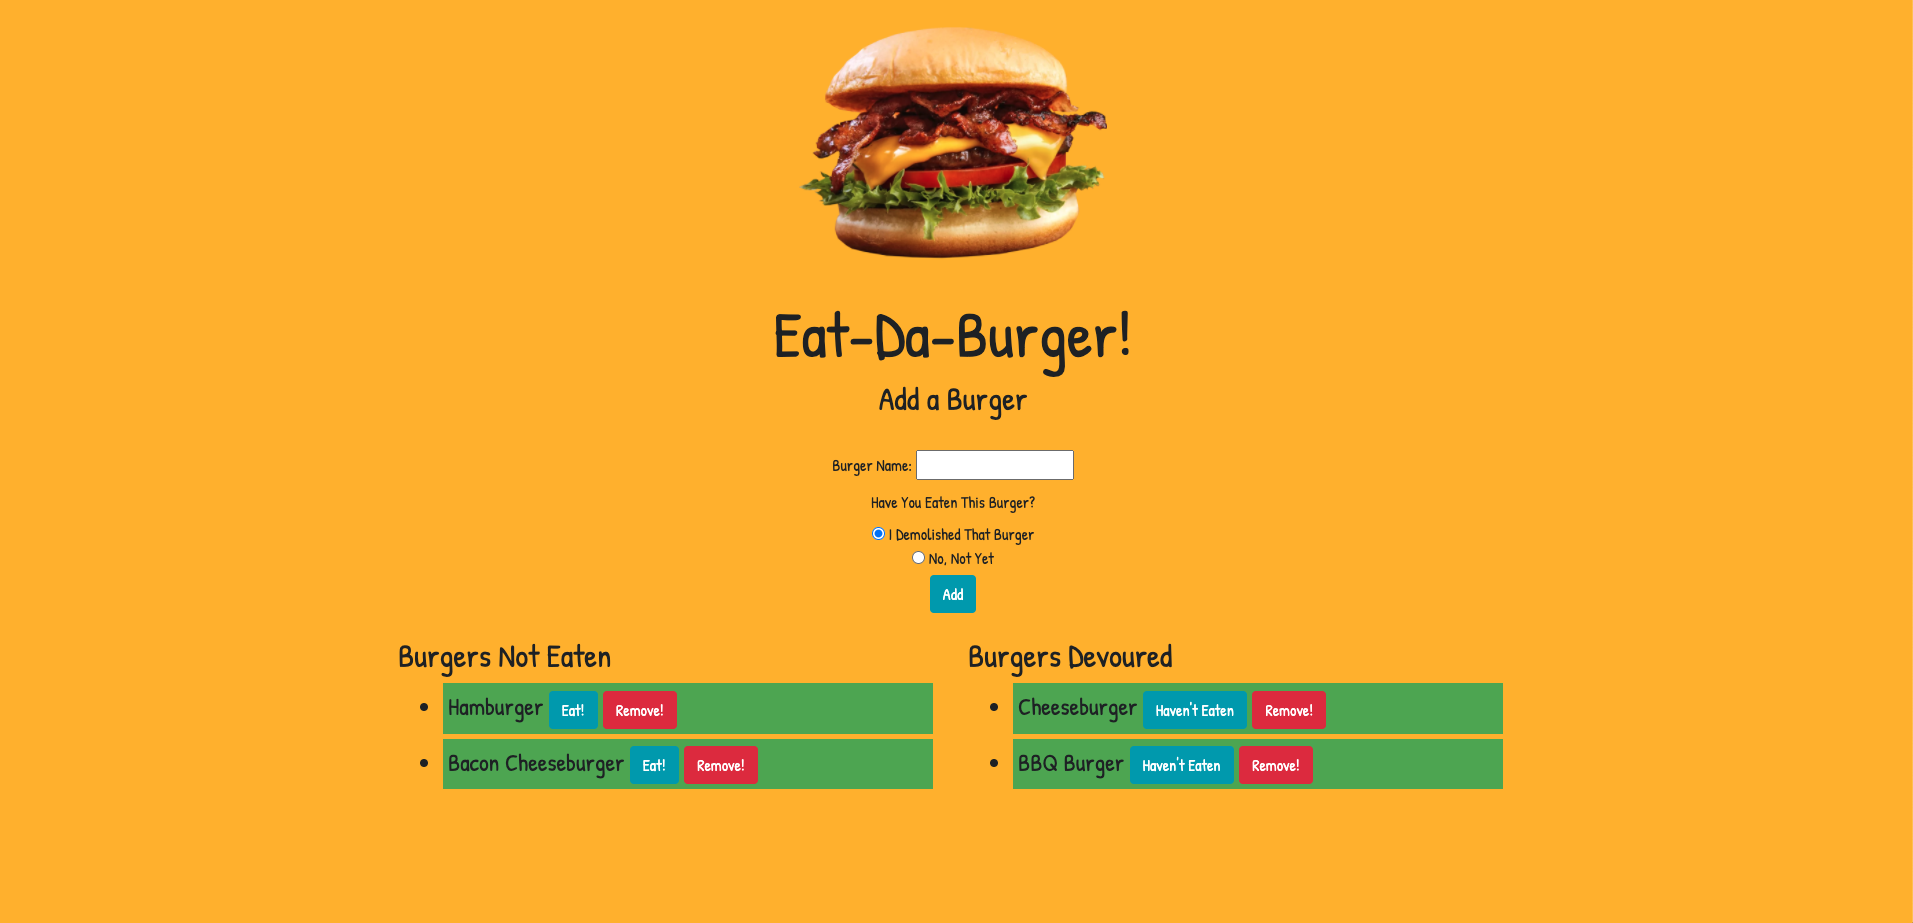 Eat-Da-Burger!
Add a Burger
Burger Name:
Have You Eaten This Burger?
I Demolished That Burger
No, Not Yet
Add
Burgers Not Eaten
Hamburger Eat! Remove!
Bacon Cheeseburger Eat! Remove!
Burgers Devoured
Cheeseburger Haven't Eaten Remove!
BBQ Burger Haven't Eaten Remove!